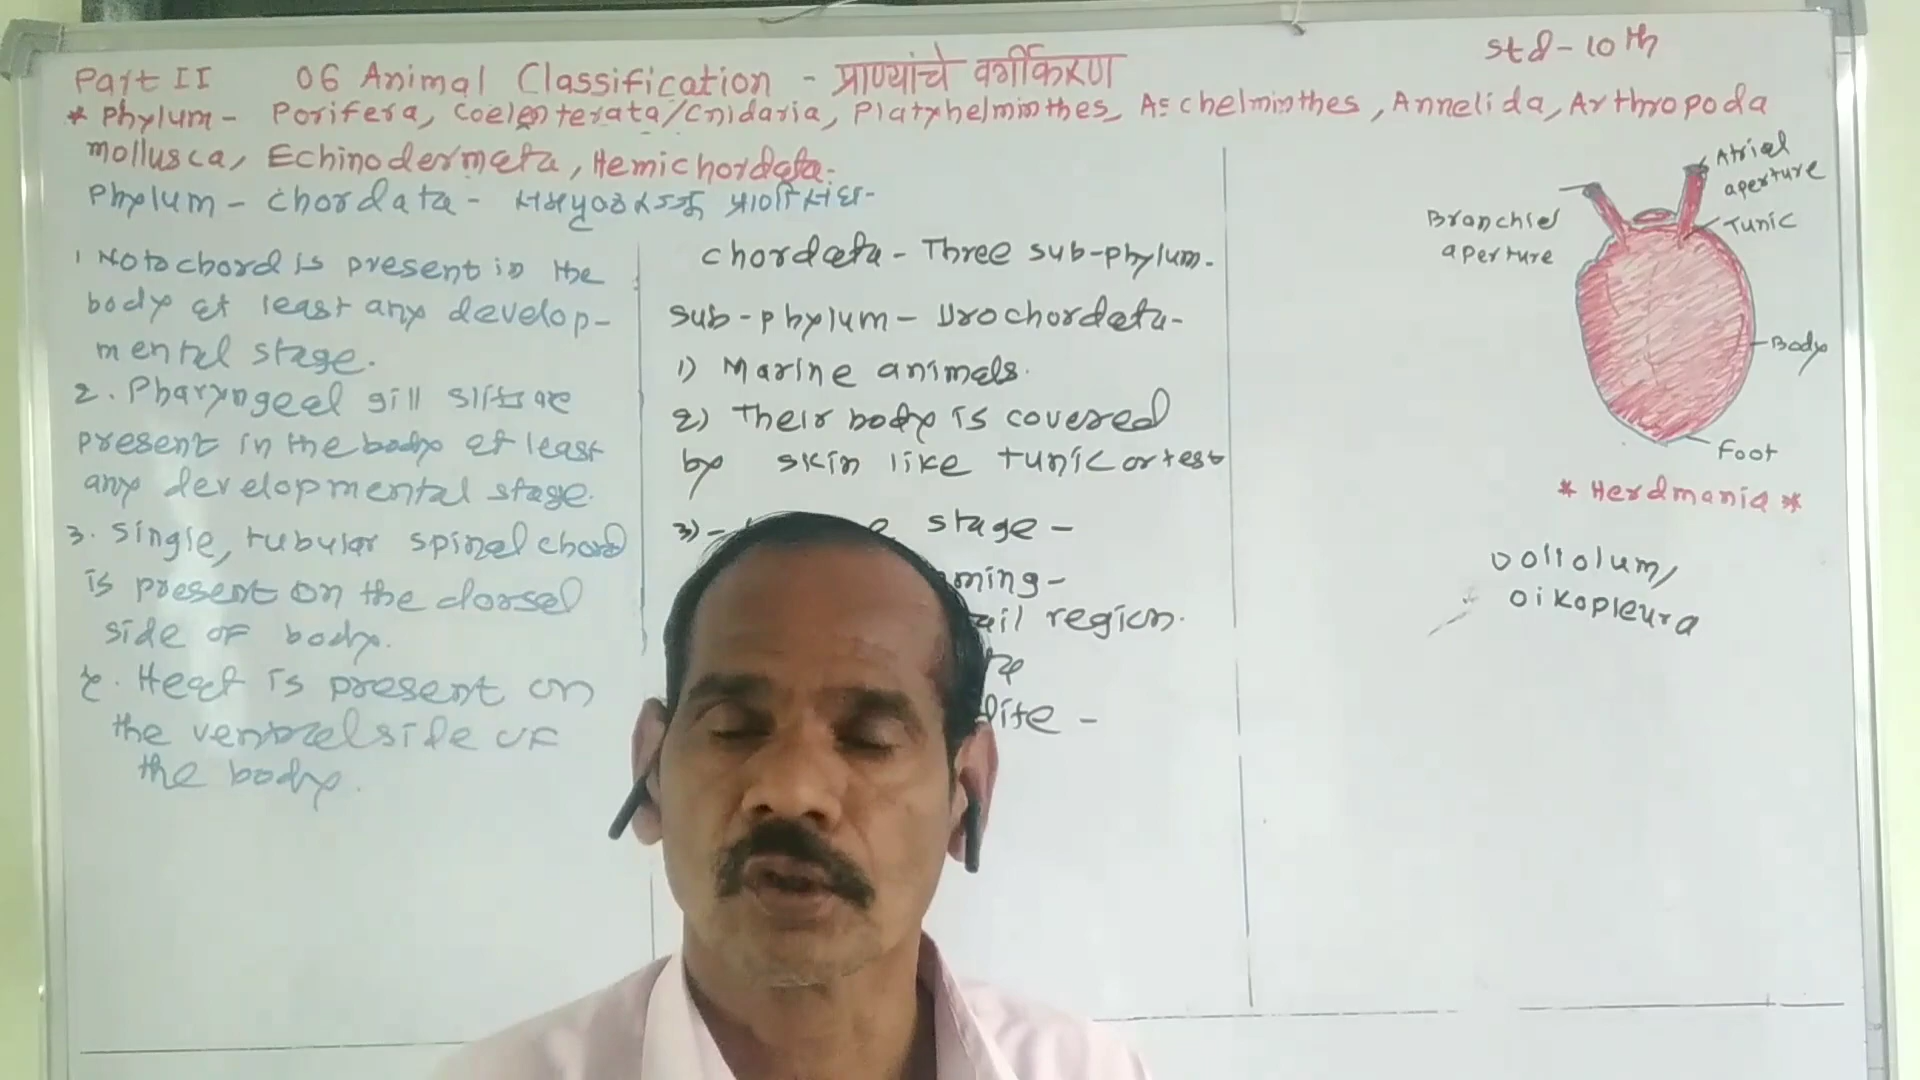 Part II 06 Animal Classification - प्राण्यांचे वर्गीकरण
std - 10th
* Phylum - Porifera, Coelenterata/Cnidaria, Platyhelminthes, Aschelminthes, Annelida, Arthropoda
Mollusca, Echinodermata, Hemichordata.
Phylum - Chordata -
1 Notochord is present in the
body at least any develop-
mental stage.
2. Pharyngeal gill slits are
present in the body at least
any developmental stage.
3. Single, tubular spinal chord
is present on the dorsal
side of body.
४. Heart is present on
the ventral side of
the body.
Chordata - Three sub-phylum.
Sub-phylum - Urochordata -
1) Marine animals.
2) Their body is covered
by skin like tunic or test
3) - stage -
region.
Atrial
aperture
Branchial
aperture
Tunic
Body
Foot
* Herdmania *
Doliolum,
Oikopleura